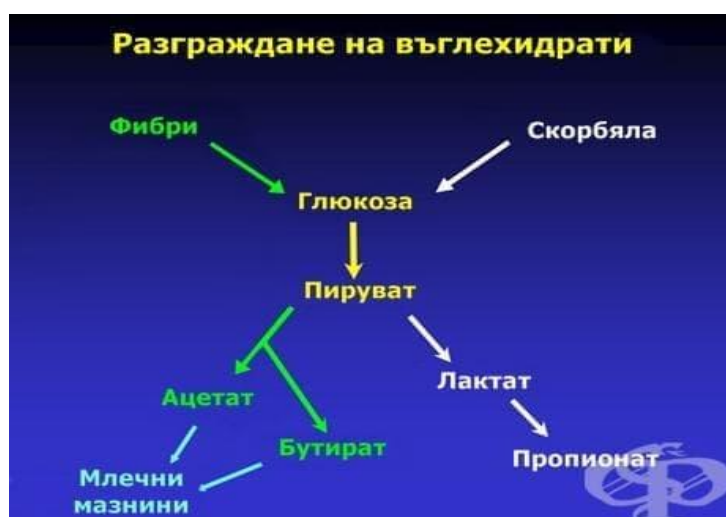 Разграждане на въглехидрати
Фибри
Скорбяла
Глюкоза
Пируват
Лактат
Ацетат
Бутират
Пропионат
Млечни
мазнини